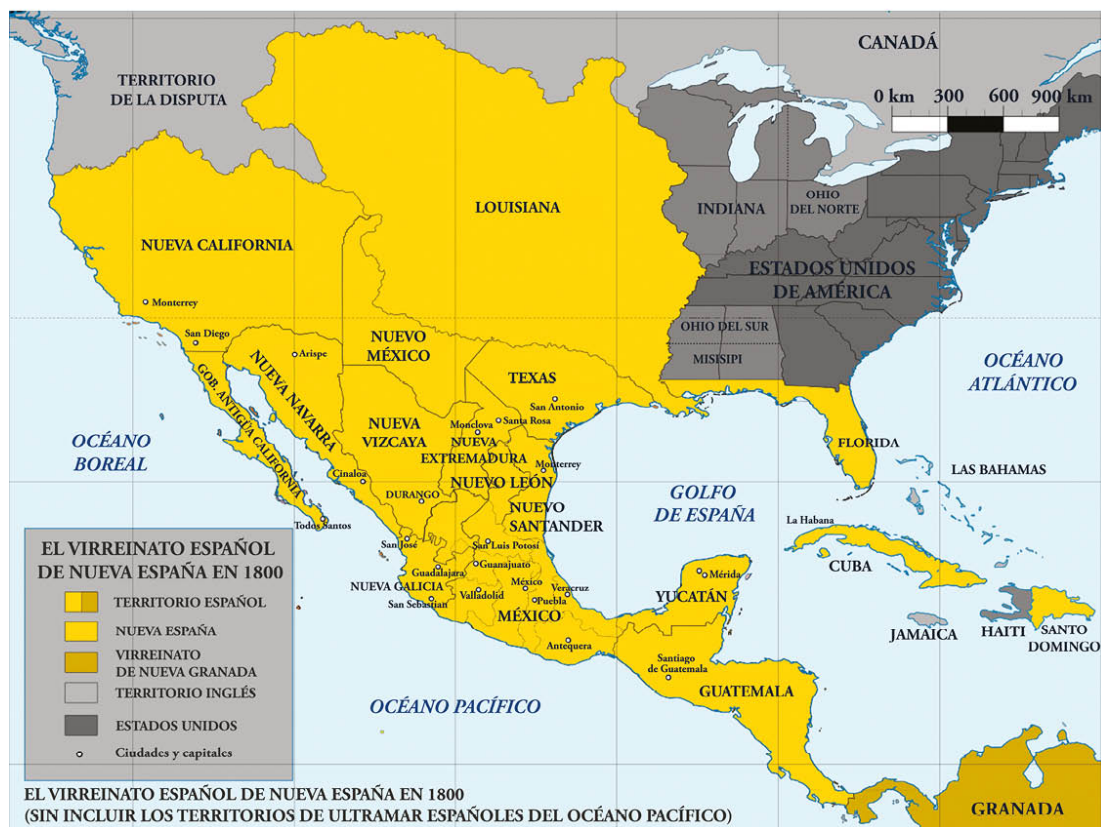 CANADÁ
TERRITORIO
DE LA DISPUTA
0 km 300 600 900 km
LOUISIANA
INDIANA
OHIO
DEL NORTE
NUEVA CALIFORNIA
ESTADOS UNIDOS
DE AMÉRICA
Monterrey
San Diego
Arispe
NUEVO
MÉXICO
OHIO DEL SUR
MISISIPI
OCÉANO
ATLÁNTICO
GOB. ANTIGÜA CALIFORNIA
NUEVA NAVARRA
TEXAS
San Antonio
Santa Rosa
Monclova
NUEVA
VIZCAYA
NUEVA
EXTREMADURA
OCÉANO
BOREAL
FLORIDA
Monterrey
Cinaloa
NUEVO LEÓN
LAS BAHAMAS
DURANGO
GOLFO
DE ESPAÑA
NUEVO
SANTANDER
Todos Santos
La Habana
San José
San Luis Potosí
CUBA
Guadalajara
Guanajuato
Mérida
NUEVA GALICIA
Valladolid
México
Veracruz
YUCATÁN
San Sebastián
Puebla
MÉXICO
JAMAICA
HAITI
SANTO
DOMINGO
Antequera
Santiago
de Guatemala
GUATEMALA
OCÉANO PACÍFICO
GRANADA
EL VIRREINATO ESPAÑOL
DE NUEVA ESPAÑA EN 1800
TERRITORIO ESPAÑOL
NUEVA ESPAÑA
VIRREINATO
DE NUEVA GRANADA
TERRITORIO INGLÉS
ESTADOS UNIDOS
Ciudades y capitales
EL VIRREINATO ESPAÑOL DE NUEVA ESPAÑA EN 1800
(SIN INCLUIR LOS TERRITORIOS DE ULTRAMAR ESPAÑOLES DEL OCÉANO PACÍFICO)